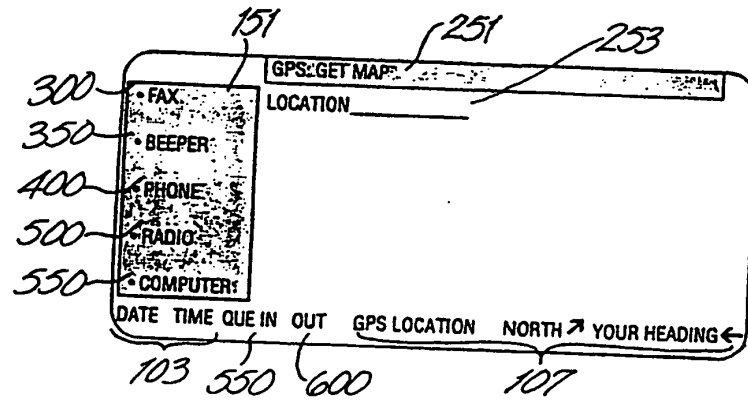 151
251
253
GPS: GET MAP
300
• FAX
LOCATION
350
• BEEPER
400
• PHONE
500
• RADIO
550
• COMPUTER
DATE TIME QUE IN OUT GPS LOCATION NORTH ↗ YOUR HEADING ←
103 550 600 107